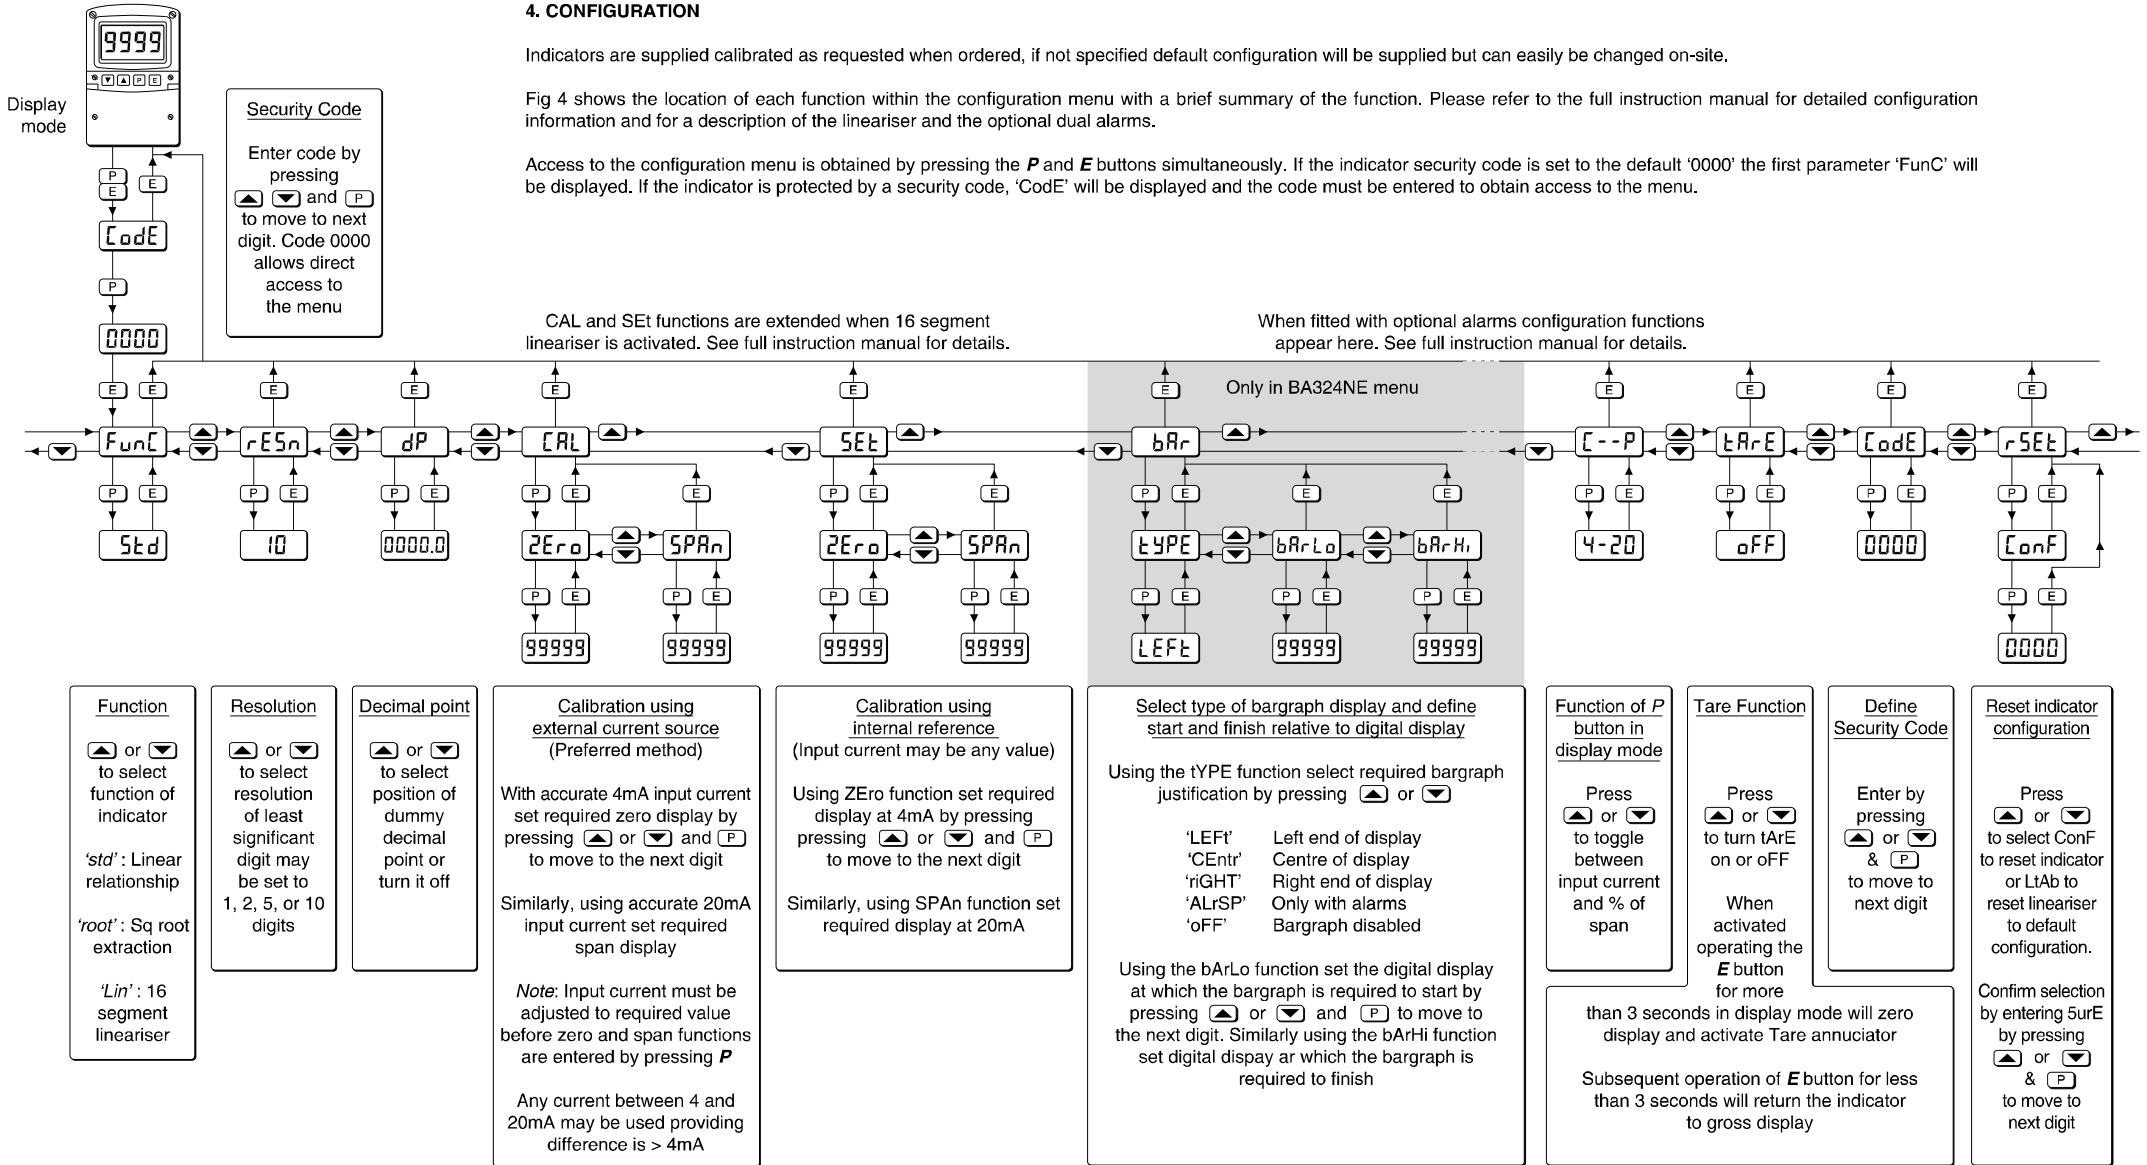 4. CONFIGURATION
Indicators are supplied calibrated as requested when ordered, if not specified default configuration will be supplied but can easily be changed on-site.
Fig 4 shows the location of each function within the configuration menu with a brief summary of the function. Please refer to the full instruction manual for detailed configuration
information and for a description of the lineariser and the optional dual alarms.
Access to the configuration menu is obtained by pressing the P and E buttons simultaneously. If the indicator security code is set to the default ‘0000’ the first parameter ‘FunC’ will
be displayed. If the indicator is protected by a security code, ‘CodE’ will be displayed and the code must be entered to obtain access to the menu.
9999
P E
Display
mode
P
E
E
CodE
P
0000
Security Code
Enter code by
pressing
▲ ▼ and P
to move to next
digit. Code 0000
allows direct
access to
the menu
CAL and SEt functions are extended when 16 segment
lineariser is activated. See full instruction manual for details.
When fitted with optional alarms configuration functions
appear here. See full instruction manual for details.
Only in BA324NE menu
E E E E E E E E E E E
FunC rESn dP CAL SEt bAr C--P tArE CodE rSEt
P E P E P E P E E P E E P E E E P E P E P E P E
Std 10 0000.0 ZEro SPAn ZEro SPAn tYPE bArLo bArHi 4-20 oFF 0000 ConF
P E P E P E P E P E P E P E P E
99999 99999 99999 99999 LEFt 99999 99999 0000
Function
▲ or ▼
to select
function of
indicator
‘std’ : Linear
relationship
‘root’ : Sq root
extraction
‘Lin’ : 16
segment
lineariser
Resolution
▲ or ▼
to select
resolution
of least
significant
digit may
be set to
1, 2, 5, or 10
digits
Decimal point
▲ or ▼
to select
position of
dummy
decimal
point or
turn it off
Calibration using
external current source
(Preferred method)
With accurate 4mA input current
set required zero display by
pressing ▲ or ▼ and P
to move to the next digit
Similarly, using accurate 20mA
input current set required
span display
Note: Input current must be
adjusted to required value
before zero and span functions
are entered by pressing P
Any current between 4 and
20mA may be used providing
difference is > 4mA
Calibration using
internal reference
(Input current may be any value)
Using ZEro function set required
display at 4mA by pressing
pressing ▲ or ▼ and P
to move to the next digit
Similarly, using SPAn function set
required display at 20mA
Select type of bargraph display and define
start and finish relative to digital display
Using the tYPE function select required bargraph
justification by pressing ▲ or ▼
‘LEFt’ Left end of display
‘CEntr’ Centre of display
‘riGHT’ Right end of display
‘ALrSP’ Only with alarms
‘oFF’ Bargraph disabled
Using the bArLo function set the digital display
at which the bargraph is required to start by
pressing ▲ or ▼ and P to move to
the next digit. Similarly using the bArHi function
set digital dispay ar which the bargraph is
required to finish
Function of P
button in
display mode
Press
▲ or ▼
to toggle
between
input current
and % of
span
Tare Function
Press
▲ or ▼
to turn tArE
on or oFF
When
activated
operating the
E button
for more
than 3 seconds in display mode will zero
display and activate Tare annuciator
Subsequent operation of E button for less
than 3 seconds will return the indicator
to gross display
Define
Security Code
Enter by
pressing
▲ or ▼
& P
to move to
next digit
Reset indicator
configuration
Press
▲ or ▼
to select ConF
to reset indicator
or LtAb to
reset lineariser
to default
configuration.
Confirm selection
by entering 5urE
by pressing
▲ or ▼
& P
to move to
next digit